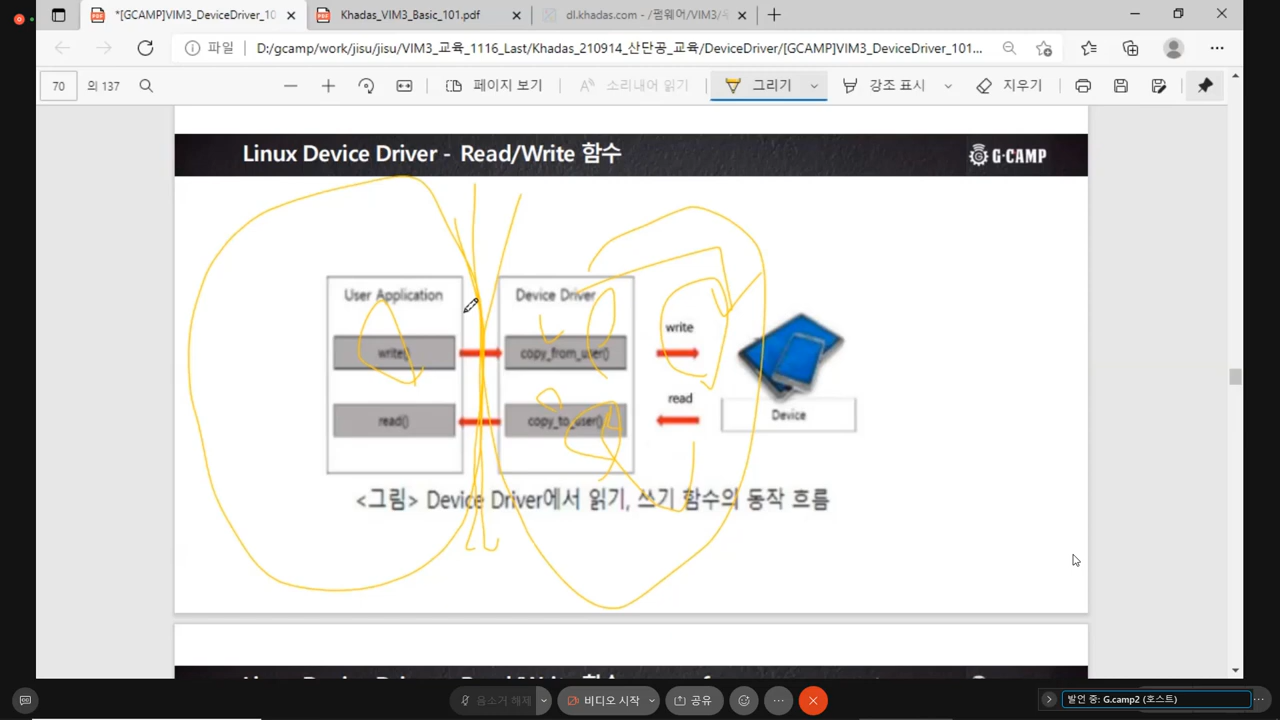 *[GCAMP]VIM3_DeviceDriver_10
Khadas_VIM3_Basic_101.pdf
파일
D:/gcamp/work/jisu/jisu/VIM3_교육_1116_Last/Khadas_210914_산단공_교육/DeviceDriver/[GCAMP]VIM3_DeviceDriver_101...
70
의 137
페이지 보기
소리내어 읽기
그리기
강조 표시
지우기
Linux Device Driver - Read/Write 함수
G·CAMP
User Application
Device Driver
write
write()
copy_from_user()
read
read()
copy_to_user()
Device
<그림> Device Driver에서 읽기, 쓰기 함수의 동작 흐름
음소거 해제
비디오 시작
공유
발언 중: G.camp2 (호스트)